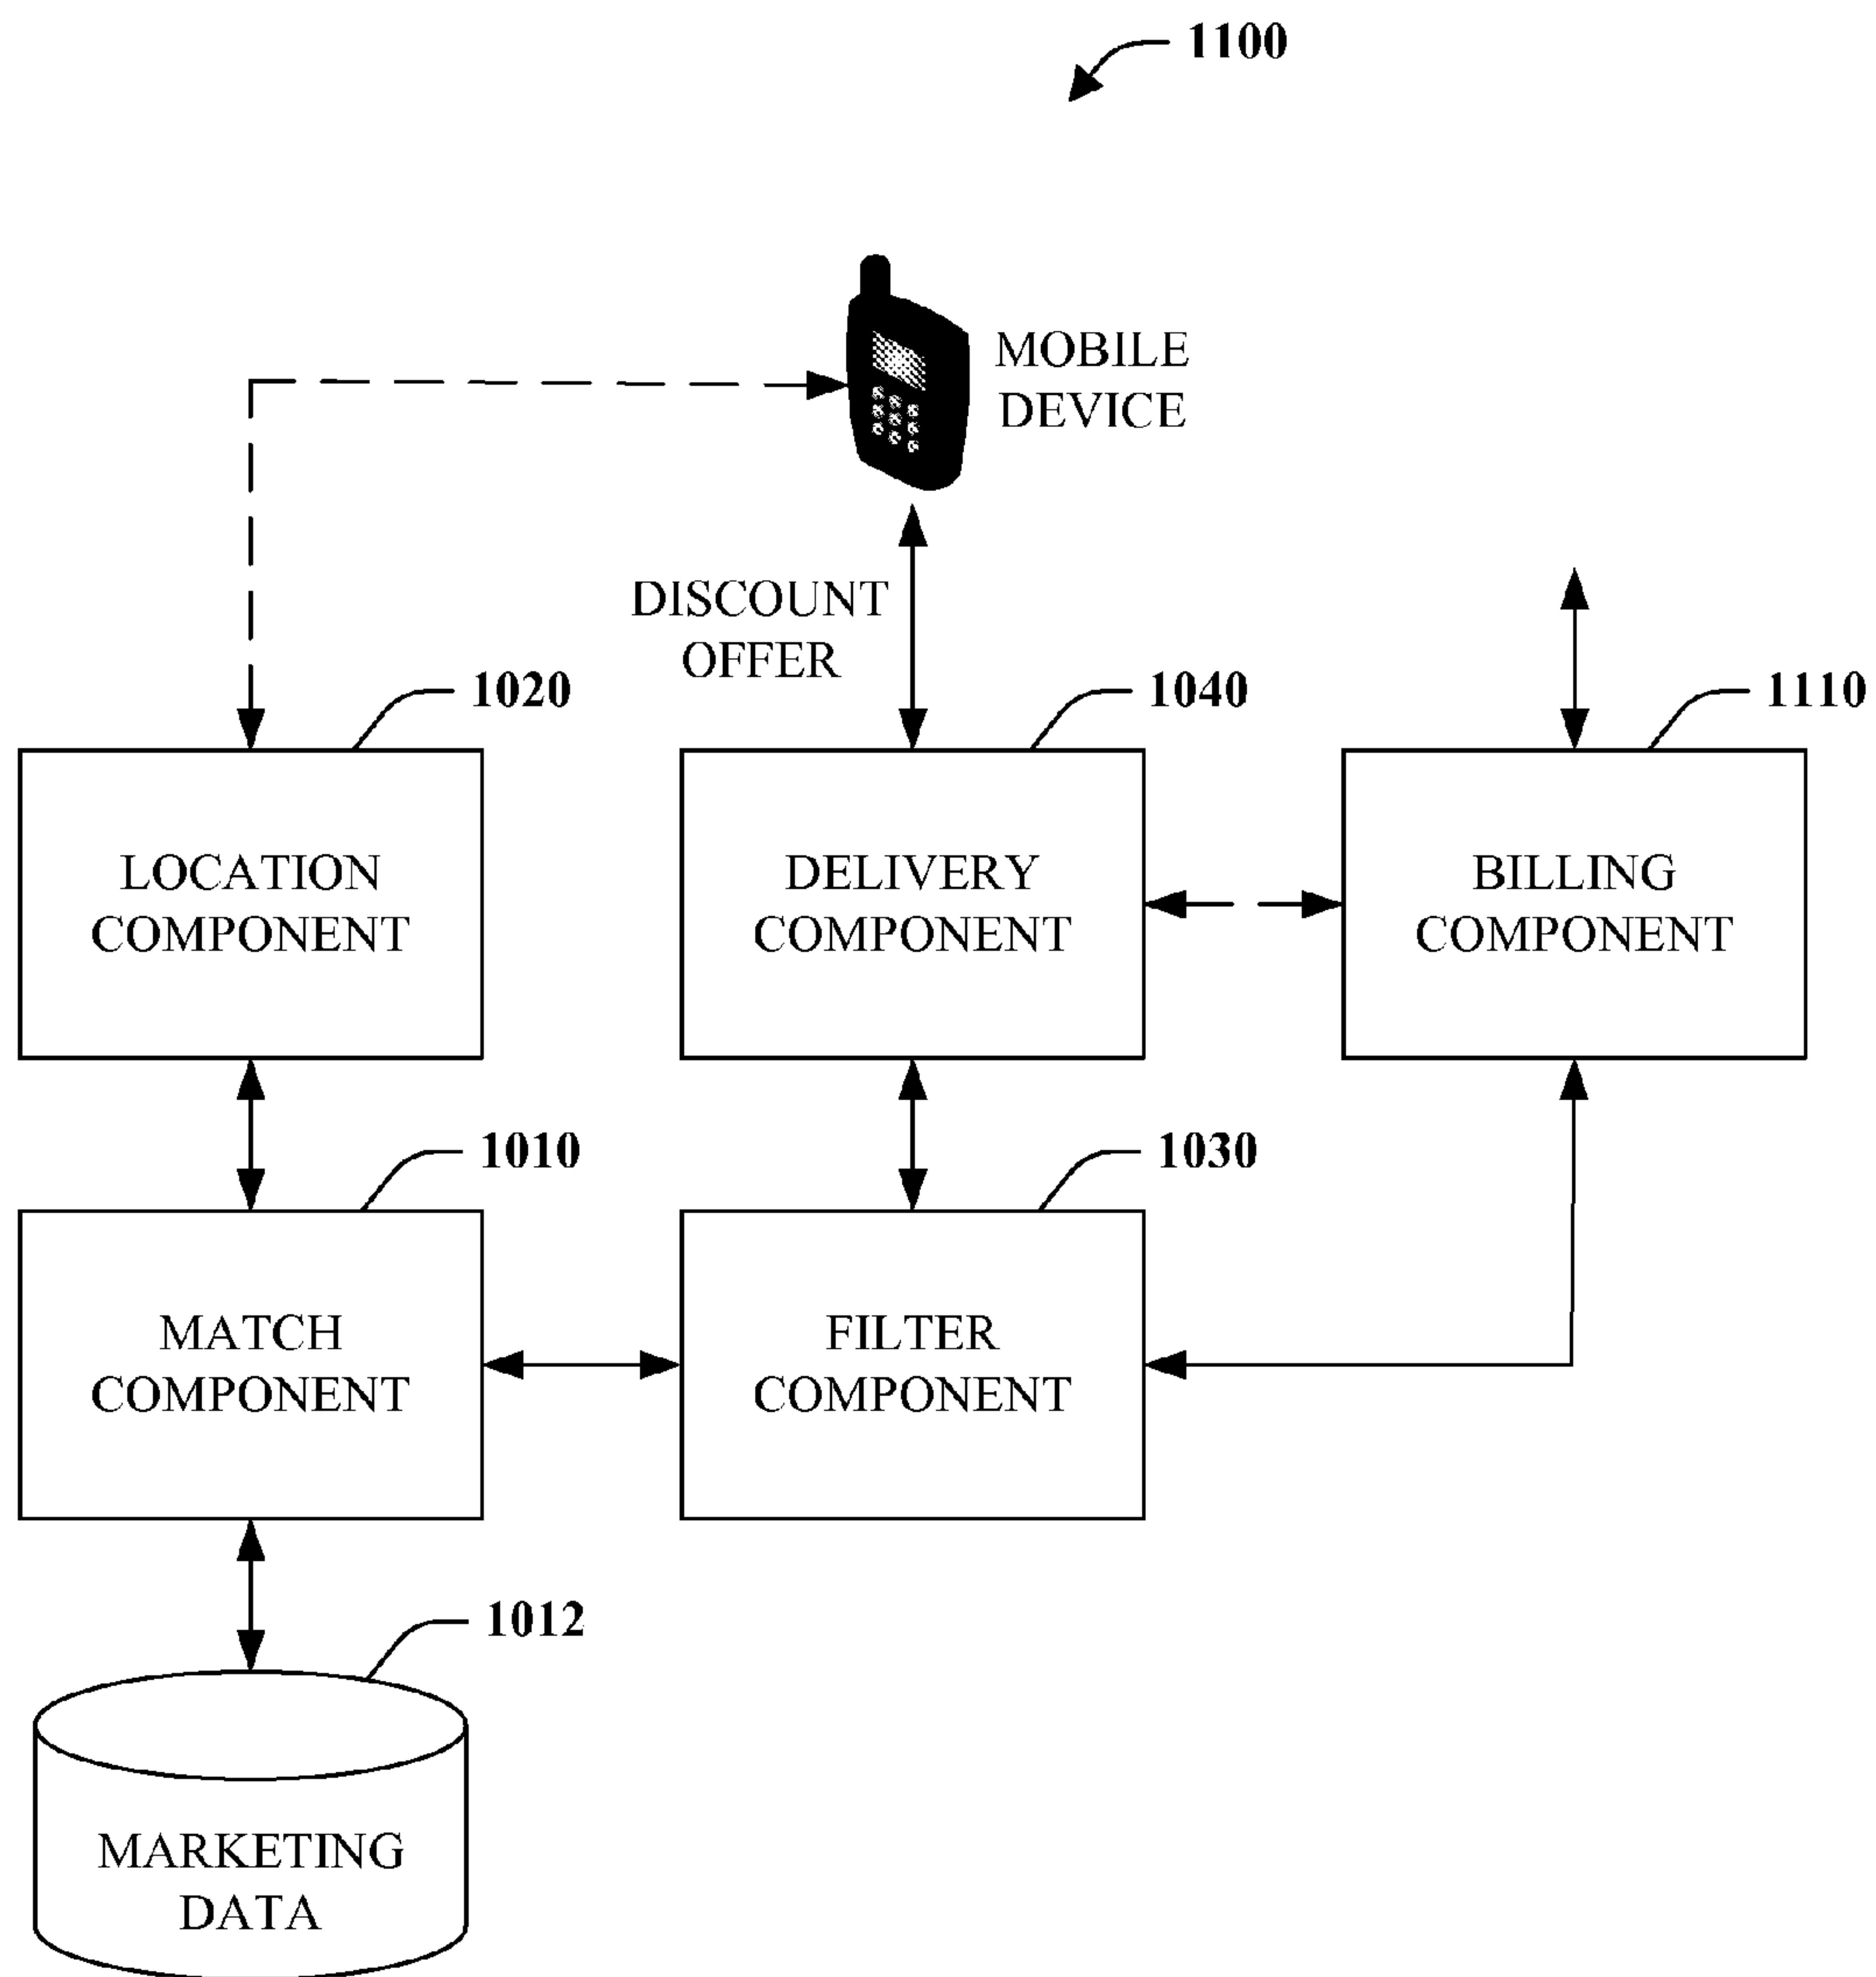 1100
MOBILE
DEVICE
DISCOUNT
OFFER
1020
1040
1110
LOCATION
COMPONENT
DELIVERY
COMPONENT
BILLING
COMPONENT
1010
1030
MATCH
COMPONENT
FILTER
COMPONENT
1012
MARKETING
DATA